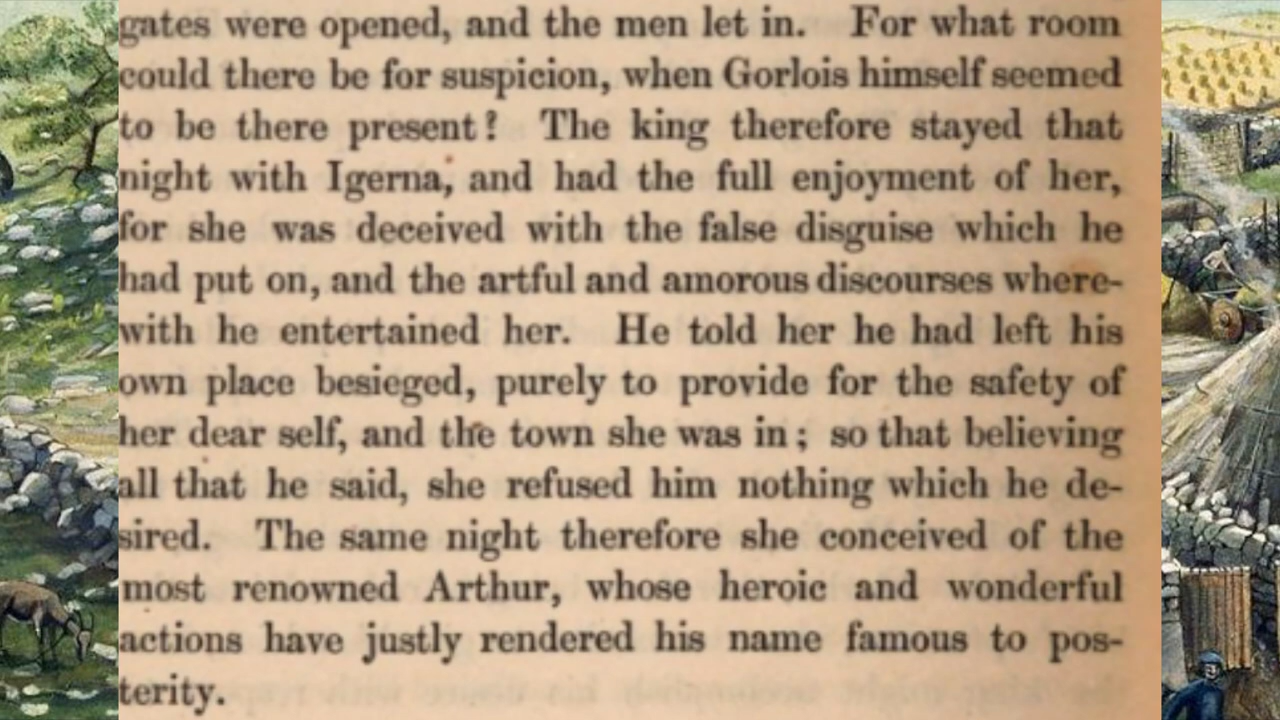 gates were opened, and the men let in. For what room
could there be for suspicion, when Gorlois himself seemed
to be there present? The king therefore stayed that
night with Igerna, and had the full enjoyment of her,
for she was deceived with the false disguise which he
had put on, and the artful and amorous discourses where-
with he entertained her. He told her he had left his
own place besieged, purely to provide for the safety of
her dear self, and the town she was in; so that believing
all that he said, she refused him nothing which he de-
sired. The same night therefore she conceived of the
most renowned Arthur, whose heroic and wonderful
actions have justly rendered his name famous to pos-
terity.